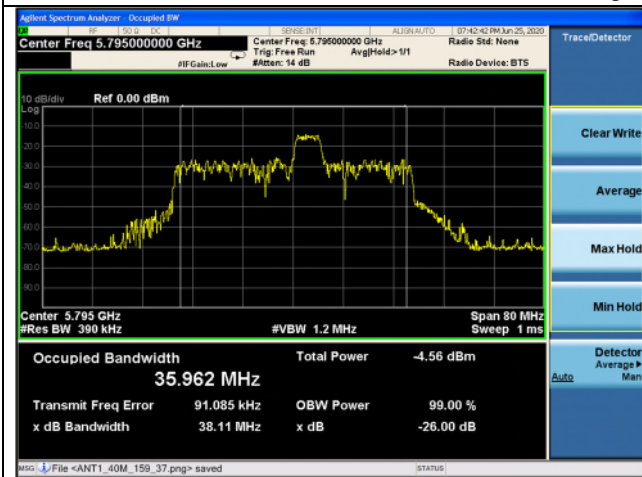 Agilent Spectrum Analyzer - Occupied BW
RF 50 Ω DC SENSE:INT ALIGN AUTO 07:42:42 PM Jun 25, 2020
Center Freq 5.795000000 GHz
Center Freq: 5.795000000 GHz
Radio Std: None
Trig: Free Run Avg|Hold:>1/1
#IFGain:Low
#Atten: 14 dB
Radio Device: BTS
Trace/Detector
10 dB/div Ref 0.00 dBm
Log
-10.0
-20.0
-30.0
-40.0
-50.0
-60.0
-70.0
-80.0
-90.0
Clear Write
Average
Max Hold
Min Hold
Center 5.795 GHz Span 80 MHz
#Res BW 390 kHz #VBW 1.2 MHz Sweep 1 ms
Detector
Average
Auto Man
Occupied Bandwidth Total Power -4.56 dBm
35.962 MHz
Transmit Freq Error 91.085 kHz OBW Power 99.00 %
x dB Bandwidth 38.11 MHz x dB -26.00 dB
MSG File <ANT1_40M_159_37.png> saved STATUS